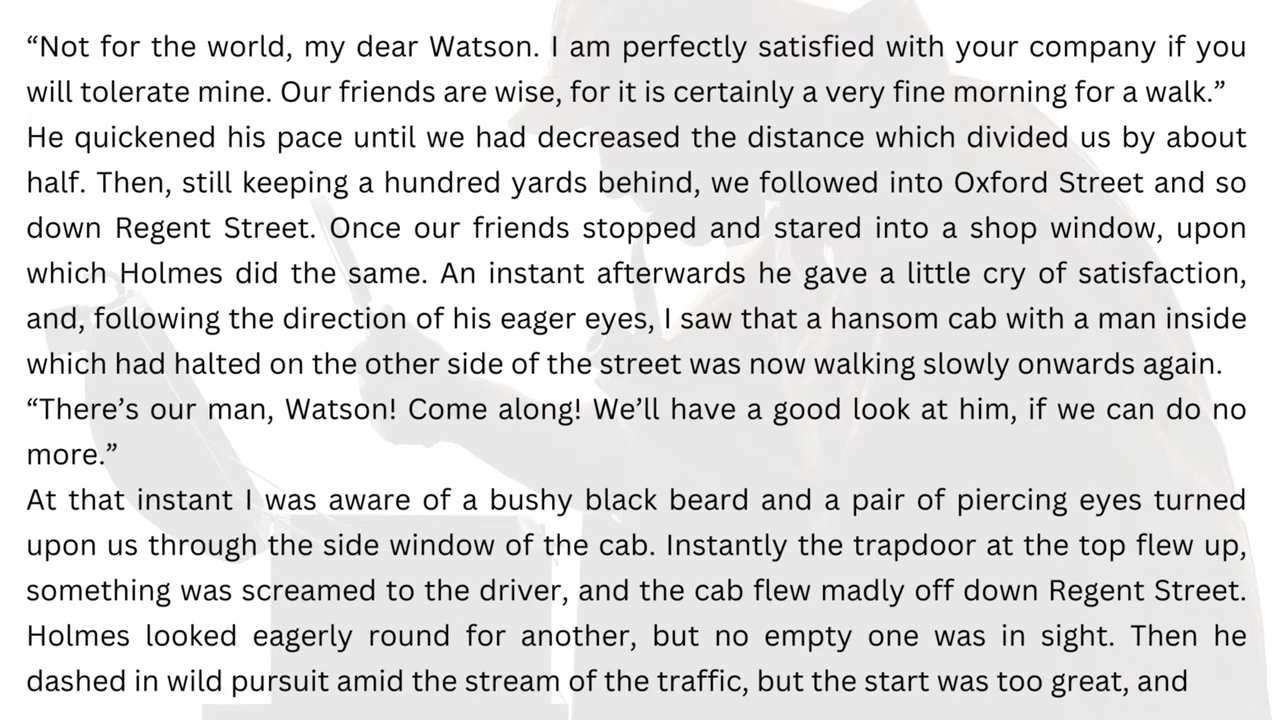 “Not for the world, my dear Watson. I am perfectly satisfied with your company if you
will tolerate mine. Our friends are wise, for it is certainly a very fine morning for a walk.”
He quickened his pace until we had decreased the distance which divided us by about
half. Then, still keeping a hundred yards behind, we followed into Oxford Street and so
down Regent Street. Once our friends stopped and stared into a shop window, upon
which Holmes did the same. An instant afterwards he gave a little cry of satisfaction,
and, following the direction of his eager eyes, I saw that a hansom cab with a man inside
which had halted on the other side of the street was now walking slowly onwards again.
“There’s our man, Watson! Come along! We’ll have a good look at him, if we can do no
more.”
At that instant I was aware of a bushy black beard and a pair of piercing eyes turned
upon us through the side window of the cab. Instantly the trapdoor at the top flew up,
something was screamed to the driver, and the cab flew madly off down Regent Street.
Holmes looked eagerly round for another, but no empty one was in sight. Then he
dashed in wild pursuit amid the stream of the traffic, but the start was too great, and